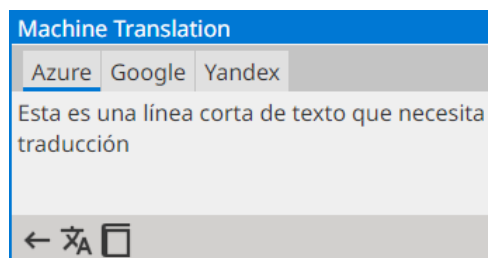 Machine Translation
Azure Google Yandex
Esta es una línea corta de texto que necesita
traducción